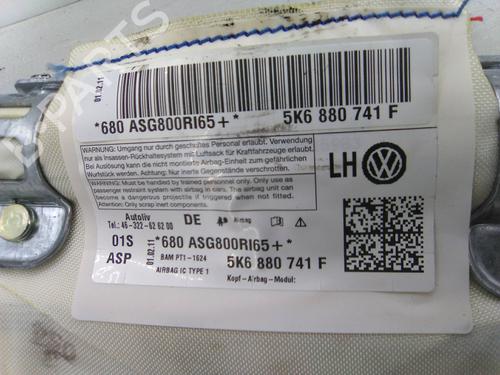 01.02.11
*680 ASG800RI65+* 5K6 880 741 F
Warnung: Umgang nur durch geschultes Personal erlaubt. Verwendung
nur als Insassen-Rückhaltesystem mit Luftsack für Kraftfahrzeuge erlaubt.
Bei Auslösung kann die nicht montierte Airbag-Einheit zum gefährlichen
Wurfstück werden. Achtung: Nur inerte Gegenstände verschrotten.
Warning: Must be handled by trained personnel only. Only use as passenger
restraint system with airbags in cars. The airbag unit can
become a dangerous projectile if triggered when not mounted.
Attention: Only scrap inert components.
LH
Autoliv
Tel.: 46-322-62 62 00
DE
Airbag
01S
ASP
01.02.11
*680 ASG800RI65+*
BAM PT1-1624
AIRBAG IC TYPE 1
5K6 880 741 F
Kopf-Airbag-Modul:
B-PARTS